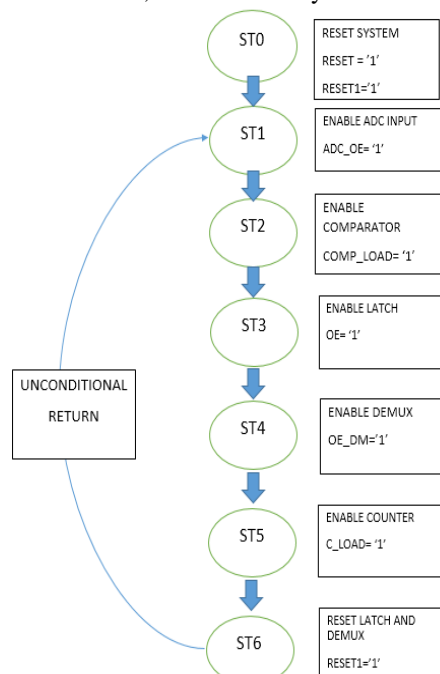 ST0
RESET SYSTEM
RESET = '1'
RESET1='1'
ST1
ENABLE ADC INPUT
ADC_OE= '1'
ST2
ENABLE
COMPARATOR
COMP_LOAD= '1'
ST3
ENABLE LATCH
OE= '1'
UNCONDITIONAL
RETURN
ST4
ENABLE DEMUX
OE_DM='1'
ST5
ENABLE COUNTER
C_LOAD= '1'
ST6
RESET LATCH AND
DEMUX
RESET1='1'